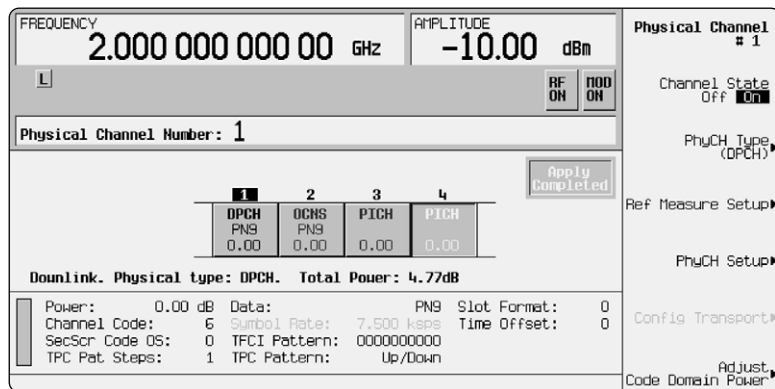 FREQUENCY
2.000 000 000 00 GHz
AMPLITUDE
-10.00 dBm
L
RF ON
MOD ON
Physical Channel Number: 1
Apply Completed
1 2 3 4
DPCH OCNS PICH PICH
PN9 PN9
0.00 0.00 0.00 0.00
Downlink. Physical type: DPCH. Total Power: 4.77dB
Power: 0.00 dB Data: PN9 Slot Format: 0
Channel Code: 6 Symbol Rate: 7.500 ksps Time Offset: 0
SecScr Code OS: 0 TFCI Pattern: 0000000000
TPC Pat Steps: 1 TPC Pattern: Up/Down
Physical Channel
# 1
Channel State
Off On
PhyCH Type
(DPCH)
Ref Measure Setup
PhyCH Setup
Config Transport
Adjust
Code Domain Power